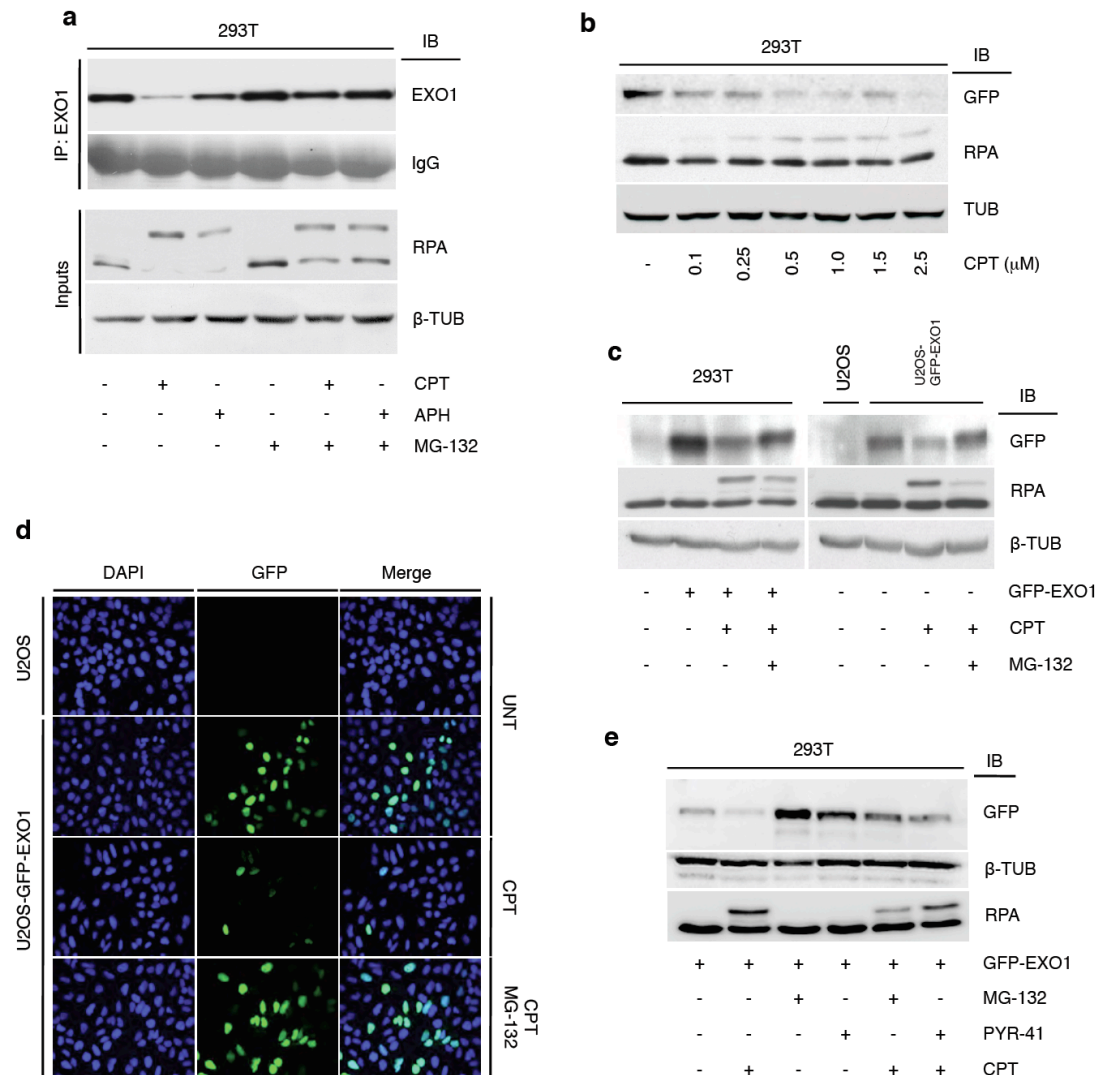 a
293T
IB
IP: EXO1
EXO1
IgG
Inputs
RPA
β-TUB
- + - - + - CPT
- - + - - + APH
- - - + + + MG-132
b
293T
IB
GFP
RPA
TUB
- 0.1 0.25 0.5 1.0 1.5 2.5 CPT (μM)
c
293T
U2OS
U2OS-
GFP-EXO1
IB
GFP
RPA
β-TUB
- + + + - - - - GFP-EXO1
- - + + - - + + CPT
- - - + - - - + MG-132
d
DAPI GFP Merge
U2OS
U2OS-GFP-EXO1
UNT
CPT
CPT
MG-132
e
293T
IB
GFP
β-TUB
RPA
+ + + + + + GFP-EXO1
- - + - + - MG-132
- - - + - + PYR-41
- + - - + + CPT